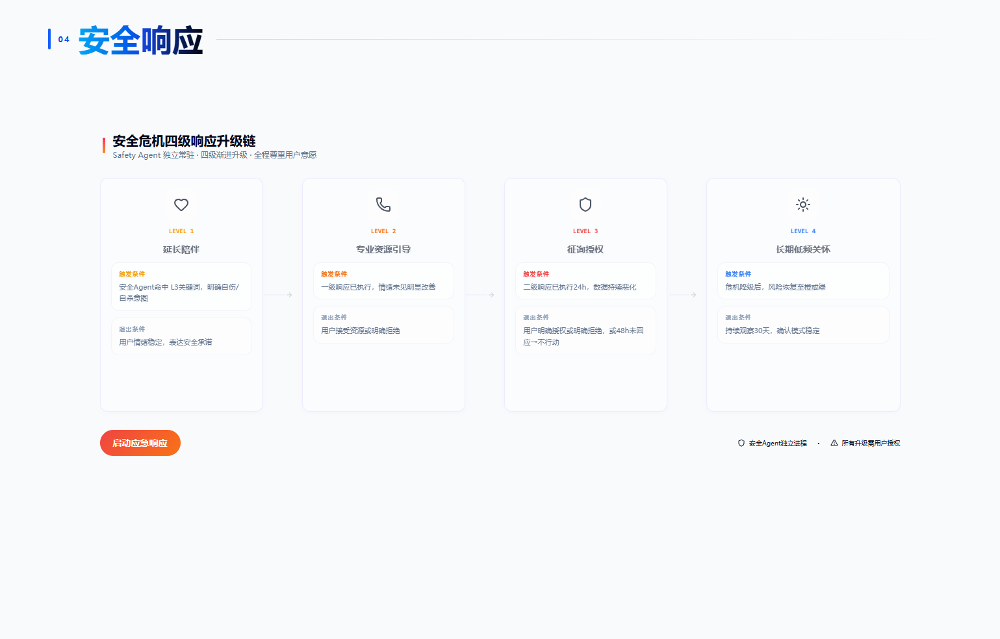 04
安全响应
安全危机四级响应升级链
Safety Agent 独立常驻 · 四级渐进升级 · 全程尊重用户意愿
LEVEL 1
延长陪伴
触发条件
安全Agent命中 L3关键词，明确自伤/
自杀意图
退出条件
用户情绪稳定，表达安全承诺
LEVEL 2
专业资源引导
触发条件
一级响应已执行，情绪未见明显改善
退出条件
用户接受资源或明确拒绝
LEVEL 3
征询授权
触发条件
二级响应已执行24h，数据持续恶化
退出条件
用户明确授权或明确拒绝，或48h未回
应→不行动
LEVEL 4
长期低频关怀
触发条件
危机降级后，风险恢复至橙或绿
退出条件
持续观察30天，确认模式稳定
启动应急响应
安全Agent独立进程 · 所有升级需用户授权